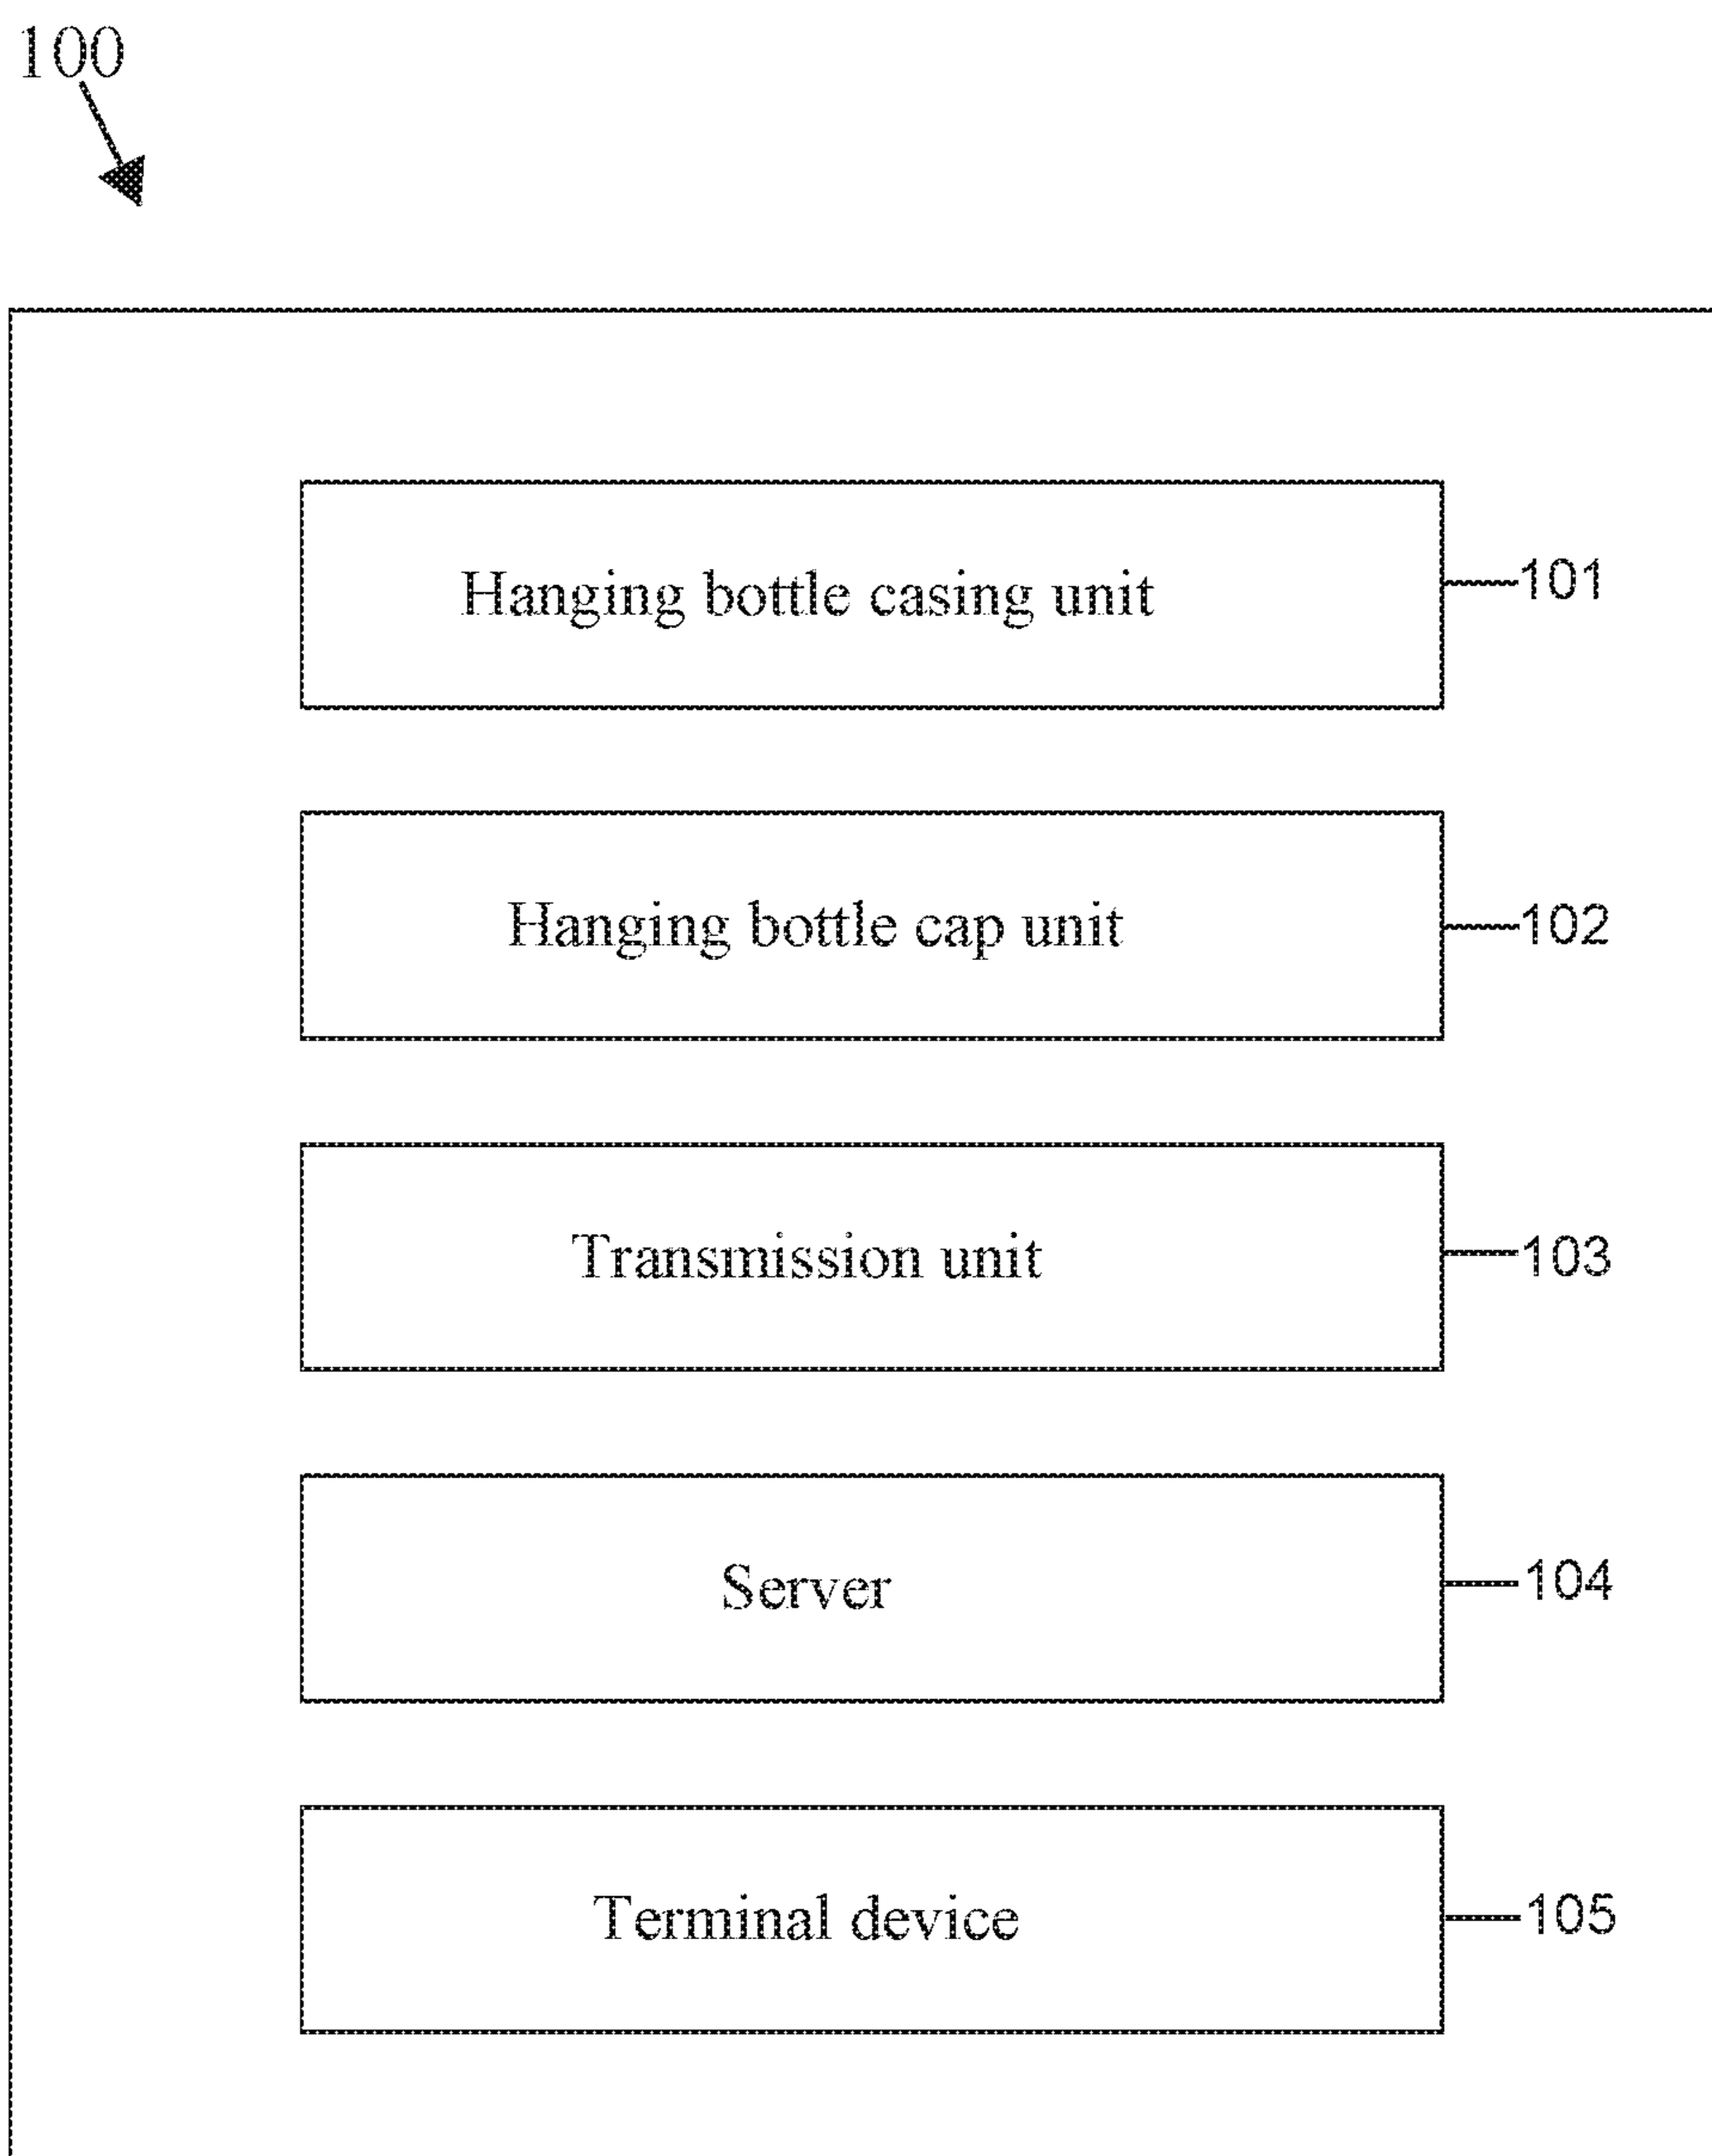 100
Hanging bottle casing unit
101
Hanging bottle cap unit
102
Transmission unit
103
Server
104
Terminal device
105